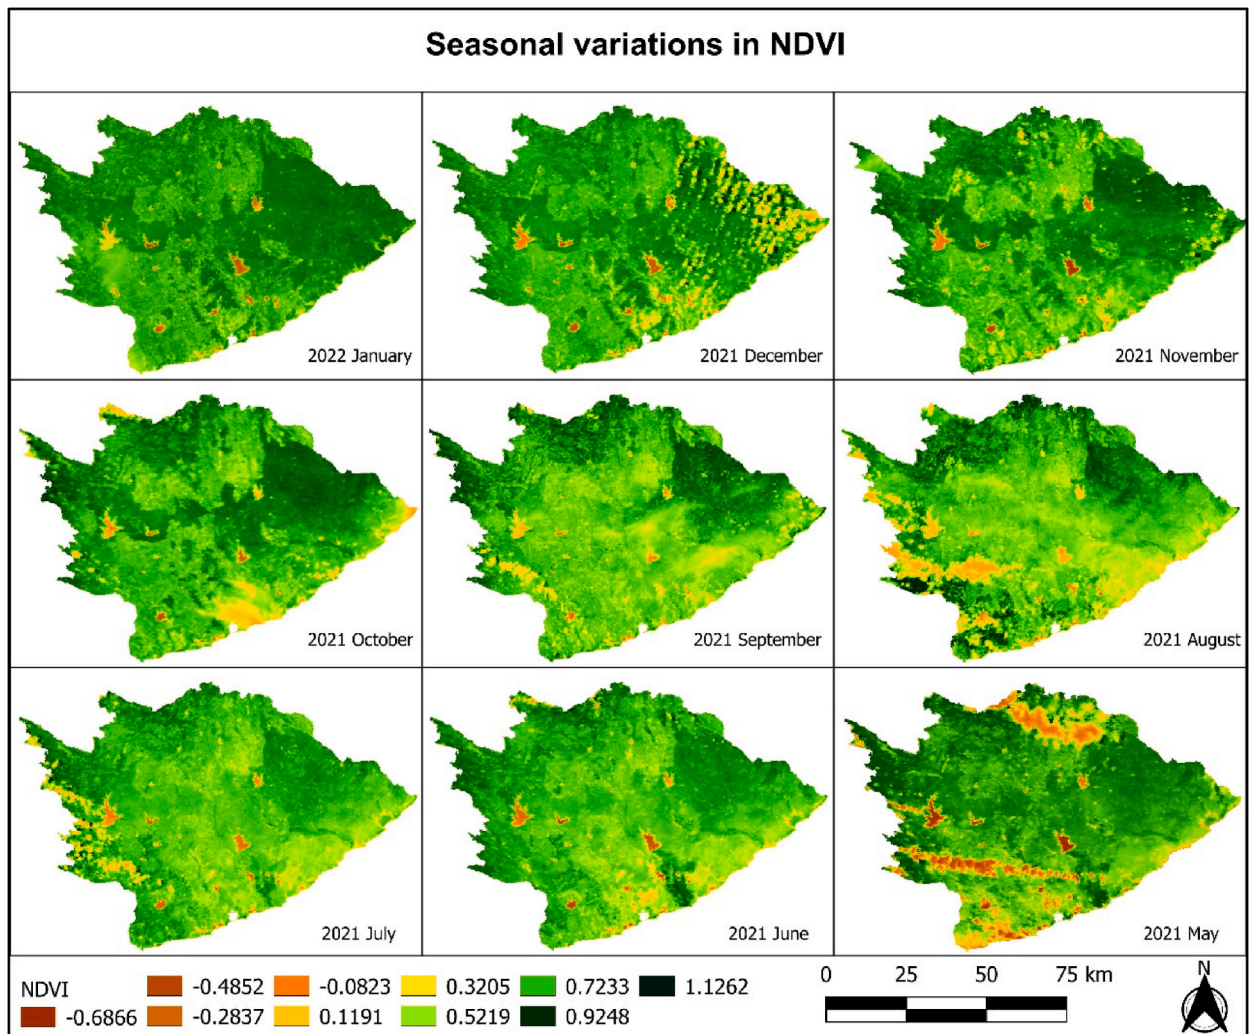 Seasonal variations in NDVI
2022 January
2021 December
2021 November
2021 October
2021 September
2021 August
2021 July
2021 June
2021 May
NDVI
-0.4852 -0.0823 0.3205 0.7233 1.1262
-0.6866 -0.2837 0.1191 0.5219 0.9248
0 25 50 75 km
N